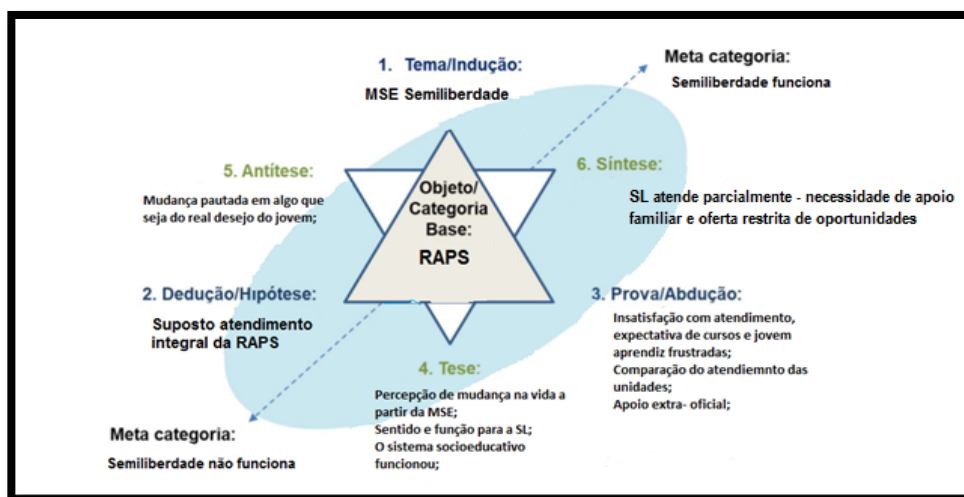 1. Tema/Indução:
MSE Semiliberdade
Meta categoria:
Semiliberdade funciona
5. Antítese:
Mudança pautada em algo que
seja do real desejo do jovem;
Objeto/
Categoria
Base:
RAPS
6. Síntese:
SL atende parcialmente - necessidade de apoio
familiar e oferta restrita de oportunidades
2. Dedução/Hipótese:
Suposto atendimento
integral da RAPS
3. Prova/Abdução:
Insatisfação com atendimento,
expectativa de cursos e jovem
aprendiz frustradas;
Comparação do atendiemnto das
unidades;
Apoio extra- oficial;
4. Tese:
Percepção de mudança na vida a
partir da MSE;
Sentido e função para a SL;
O sistema socioeducativo
funcionou;
Meta categoria:
Semiliberdade não funciona